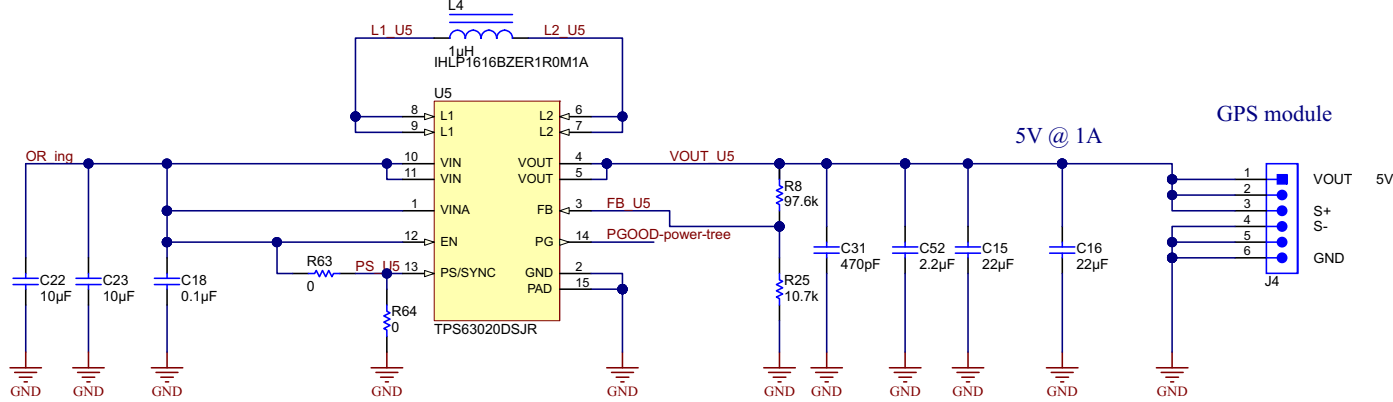 L4
L1_U5
L2_U5
1µH
IHLP1616BZER1R0M1A
U5
8 L1 L2 6
9 L1 L2 7
GPS module
5V @ 1A
OR_ing
10 VIN VOUT 4
VOUT_U5
11 VIN VOUT 5
1 VINA FB 3
FB_U5
12 EN PG 14
PGOOD-power-tree
PS_U5
13 PS/SYNC GND 2
PAD 15
TPS63020DSJR
R63
0
R64
0
C22
10µF
C23
10µF
C18
0.1µF
R8
97.6k
R25
10.7k
C31
470pF
C52
2.2µF
C15
22µF
C16
22µF
1 VOUT 5V
2
3 S+
4 S-
5
6 GND
J4
GND
GND
GND
GND
GND
GND
GND
GND
GND
GND
GND